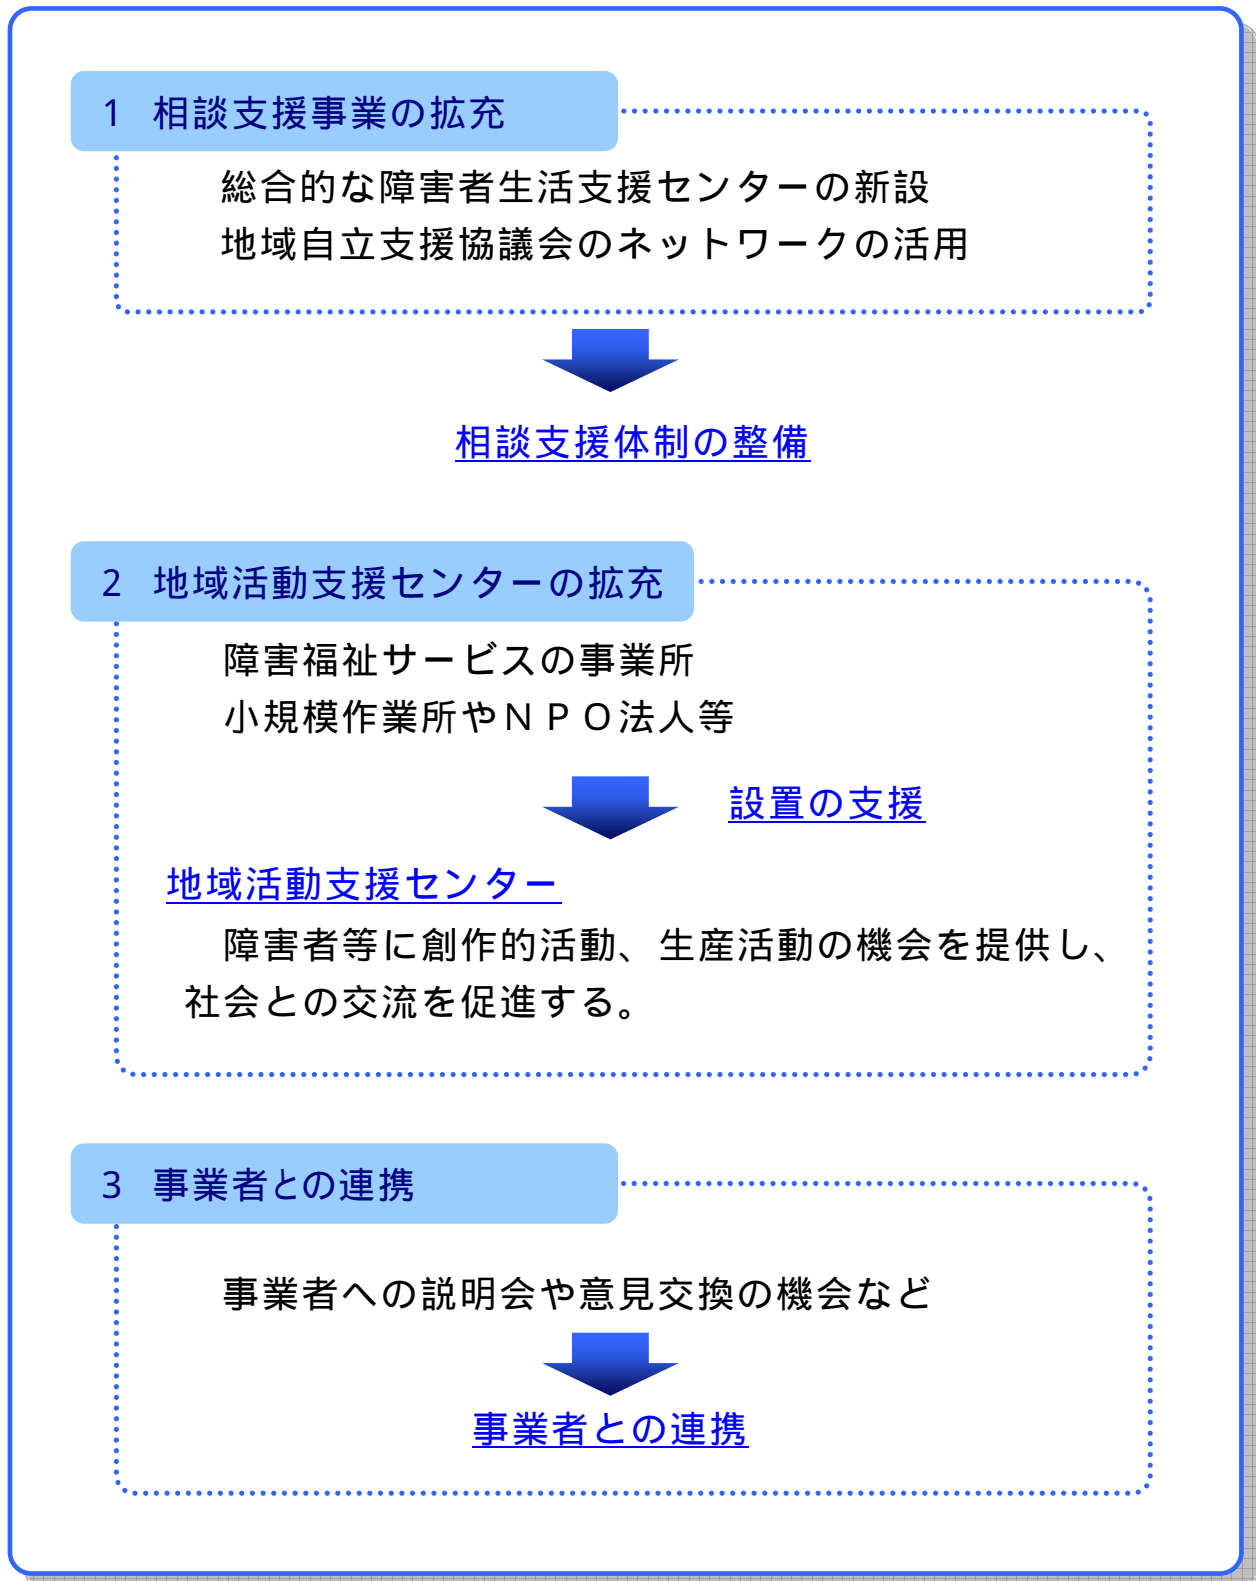 1 相談支援事業の拡充
総合的な障害者生活支援センターの新設
地域自立支援協議会のネットワークの活用
相談支援体制の整備
2 地域活動支援センターの拡充
障害福祉サービスの事業所
小規模作業所やＮＰＯ法人等
設置の支援
地域活動支援センター
障害者等に創作的活動、生産活動の機会を提供し、
社会との交流を促進する。
3 事業者との連携
事業者への説明会や意見交換の機会など
事業者との連携